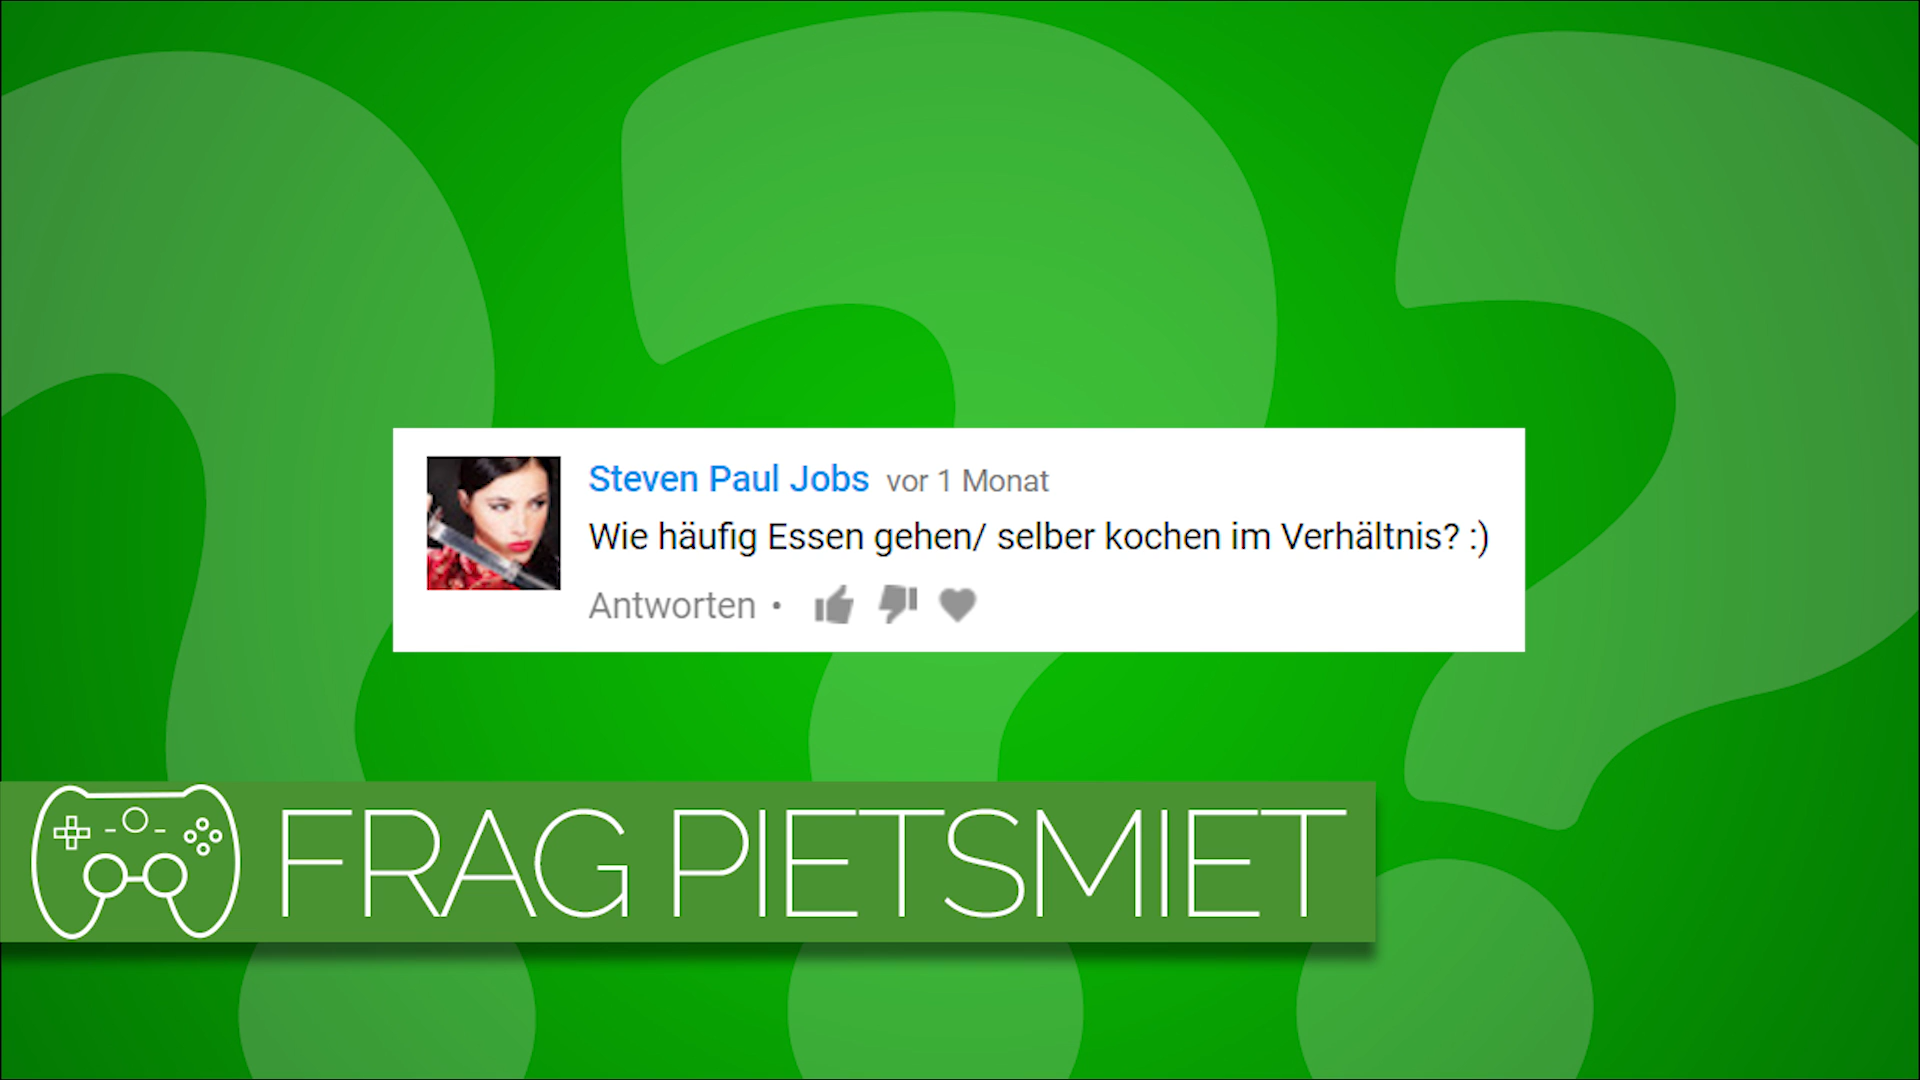 Steven Paul Jobs vor 1 Monat
Wie häufig Essen gehen/ selber kochen im Verhältnis? :)
Antworten •
FRAG PIETSMIET